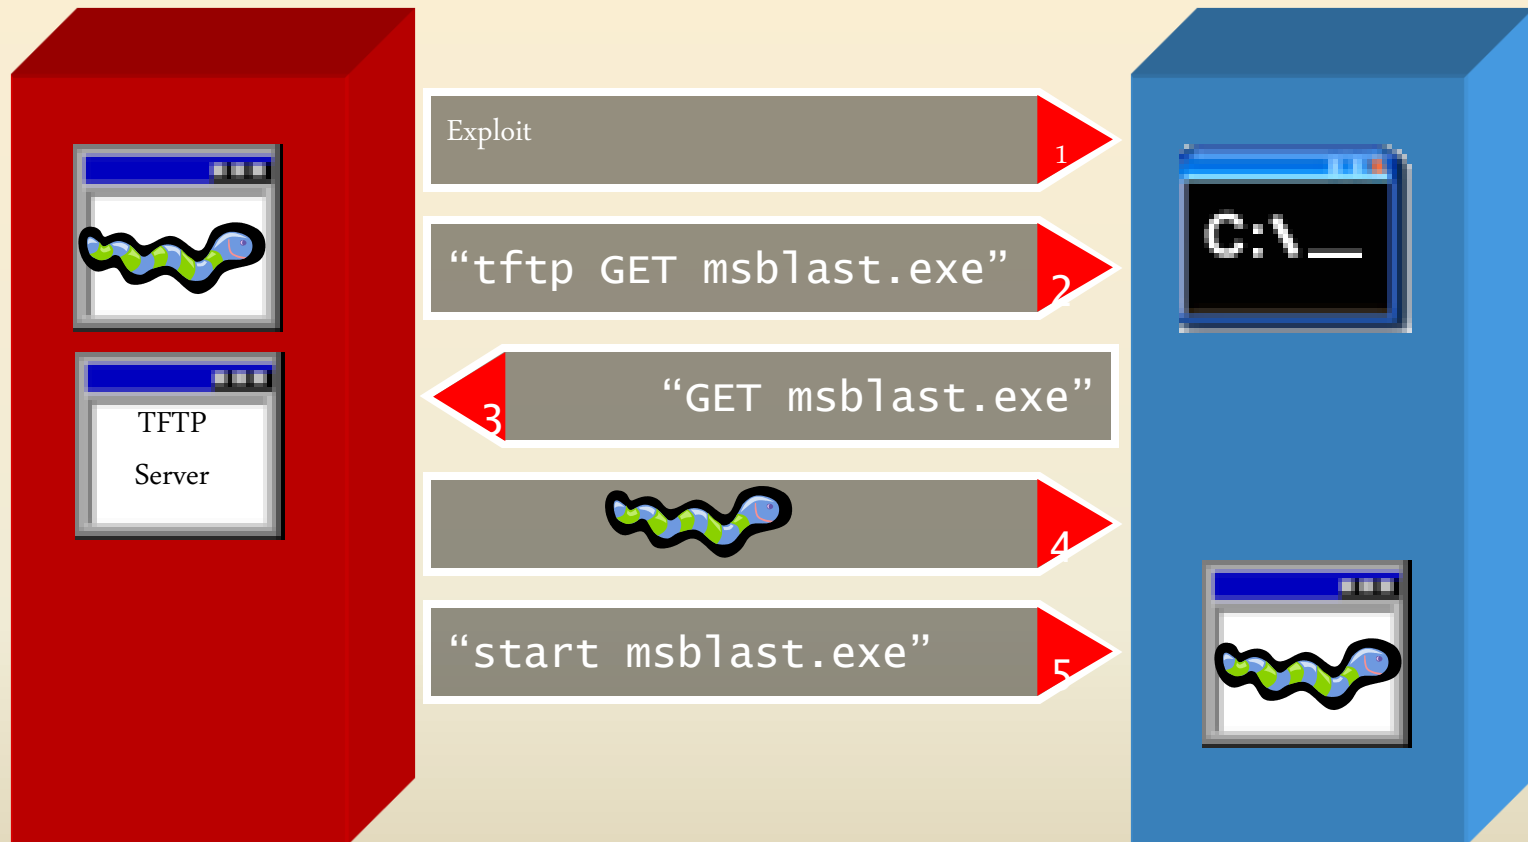 Exploit
1
“tftp GET msblast.exe”
2
C:\_
“GET msblast.exe”
3
TFTP
Server
4
“start msblast.exe”
5